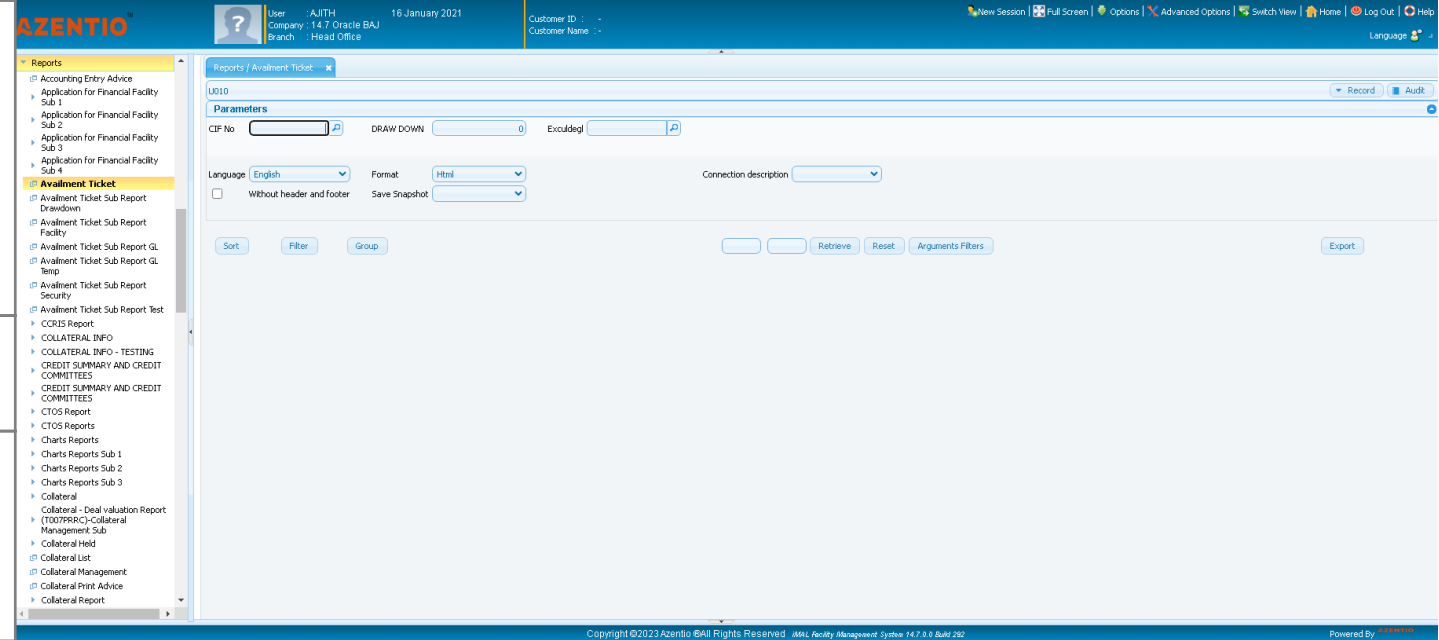 AZENTIO™
User : AJITH 16 January 2021
Company : 14.7 Oracle BAJ
Branch : Head Office
Customer ID : -
Customer Name : -
New Session | Full Screen | Options | Advanced Options | Switch View | Home | Log Out | Help
Language
Reports
Accounting Entry Advice
Application for Financial Facility
Sub 1
Application for Financial Facility
Sub 2
Application for Financial Facility
Sub 3
Application for Financial Facility
Sub 4
Availment Ticket
Availment Ticket Sub Report
Drawdown
Availment Ticket Sub Report
Facility
Availment Ticket Sub Report GL
Availment Ticket Sub Report GL
Temp
Availment Ticket Sub Report
Security
Availment Ticket Sub Report Test
CCRIS Report
COLLATERAL INFO
COLLATERAL INFO - TESTING
CREDIT SUMMARY AND CREDIT
COMMITTEES
CREDIT SUMMARY AND CREDIT
COMMITTEES
CTOS Report
CTOS Reports
Charts Reports
Charts Reports Sub 1
Charts Reports Sub 2
Charts Reports Sub 3
Collateral
Collateral - Deal valuation Report
(T007PRRC)-Collateral
Management Sub
Collateral Held
Collateral List
Collateral Management
Collateral Print Advice
Collateral Report
Reports / Availment Ticket
U010 Record Audit
Parameters
CIF No DRAW DOWN 0 Exculdegl
Language English Format Html Connection description
Without header and footer Save Snapshot
Sort Filter Group Retrieve Reset Arguments Filters Export
Copyright ©2023 Azentio ®All Rights Reserved IMAL Facility Management System 14.7.0.0 Build 292
Powered By AZENTIO